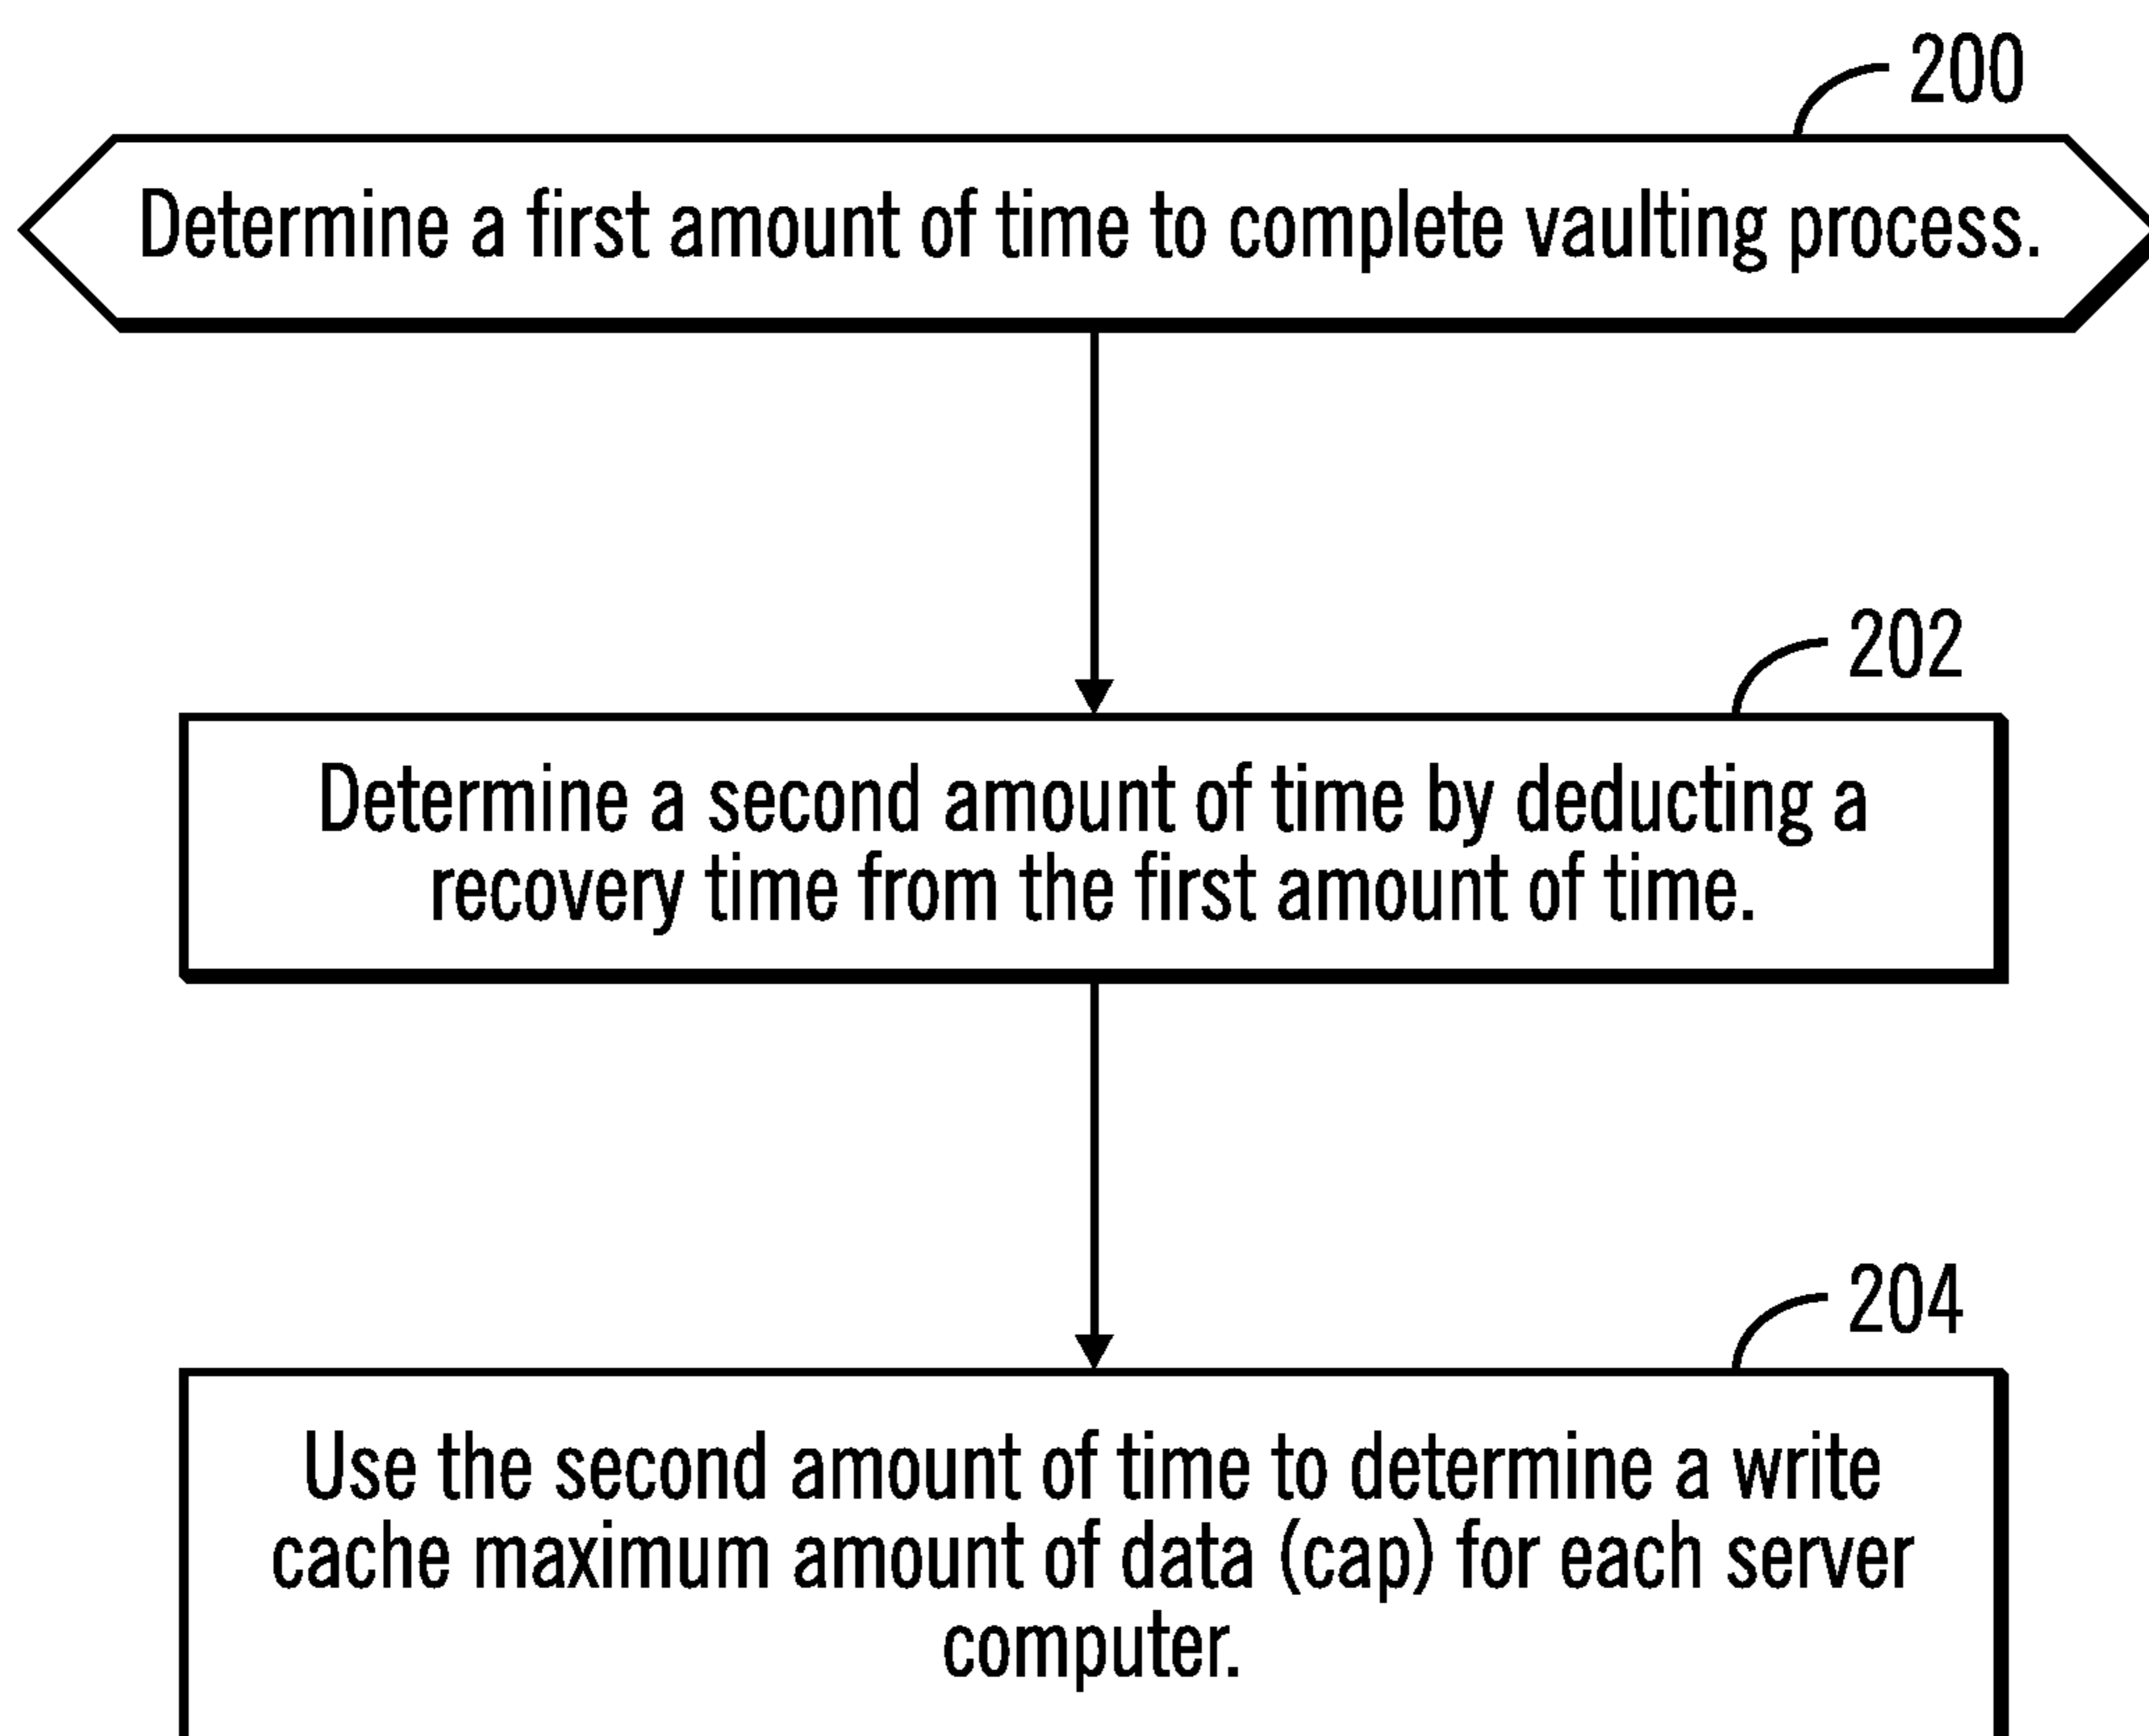 200
Determine a first amount of time to complete vaulting process.
202
Determine a second amount of time by deducting a
recovery time from the first amount of time.
204
Use the second amount of time to determine a write
cache maximum amount of data (cap) for each server
computer.